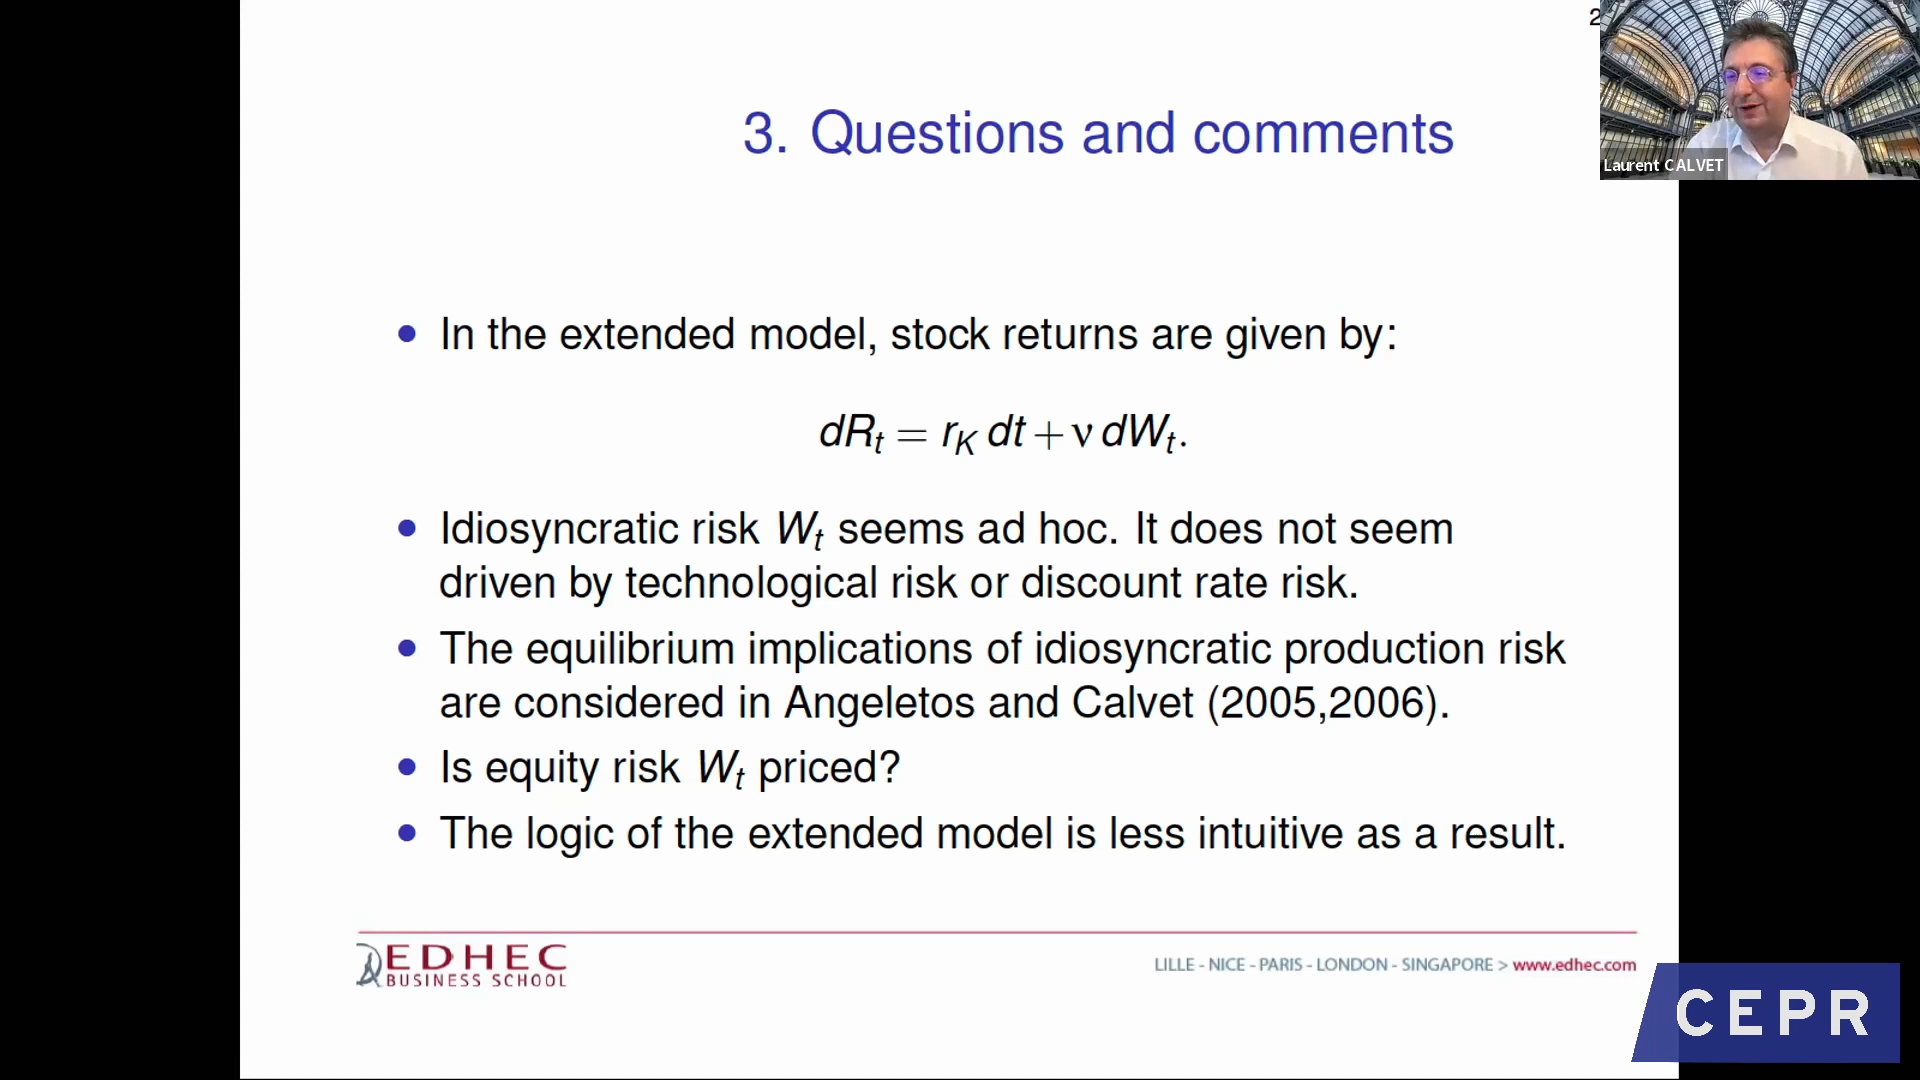 2
3. Questions and comments
Laurent CALVET
• In the extended model, stock returns are given by:
dR_t = r_K dt + ν dW_t.
• Idiosyncratic risk W_t seems ad hoc. It does not seem
driven by technological risk or discount rate risk.
• The equilibrium implications of idiosyncratic production risk
are considered in Angeletos and Calvet (2005,2006).
• Is equity risk W_t priced?
• The logic of the extended model is less intuitive as a result.
EDHEC
BUSINESS SCHOOL
LILLE - NICE - PARIS - LONDON - SINGAPORE > www.edhec.com
CEPR